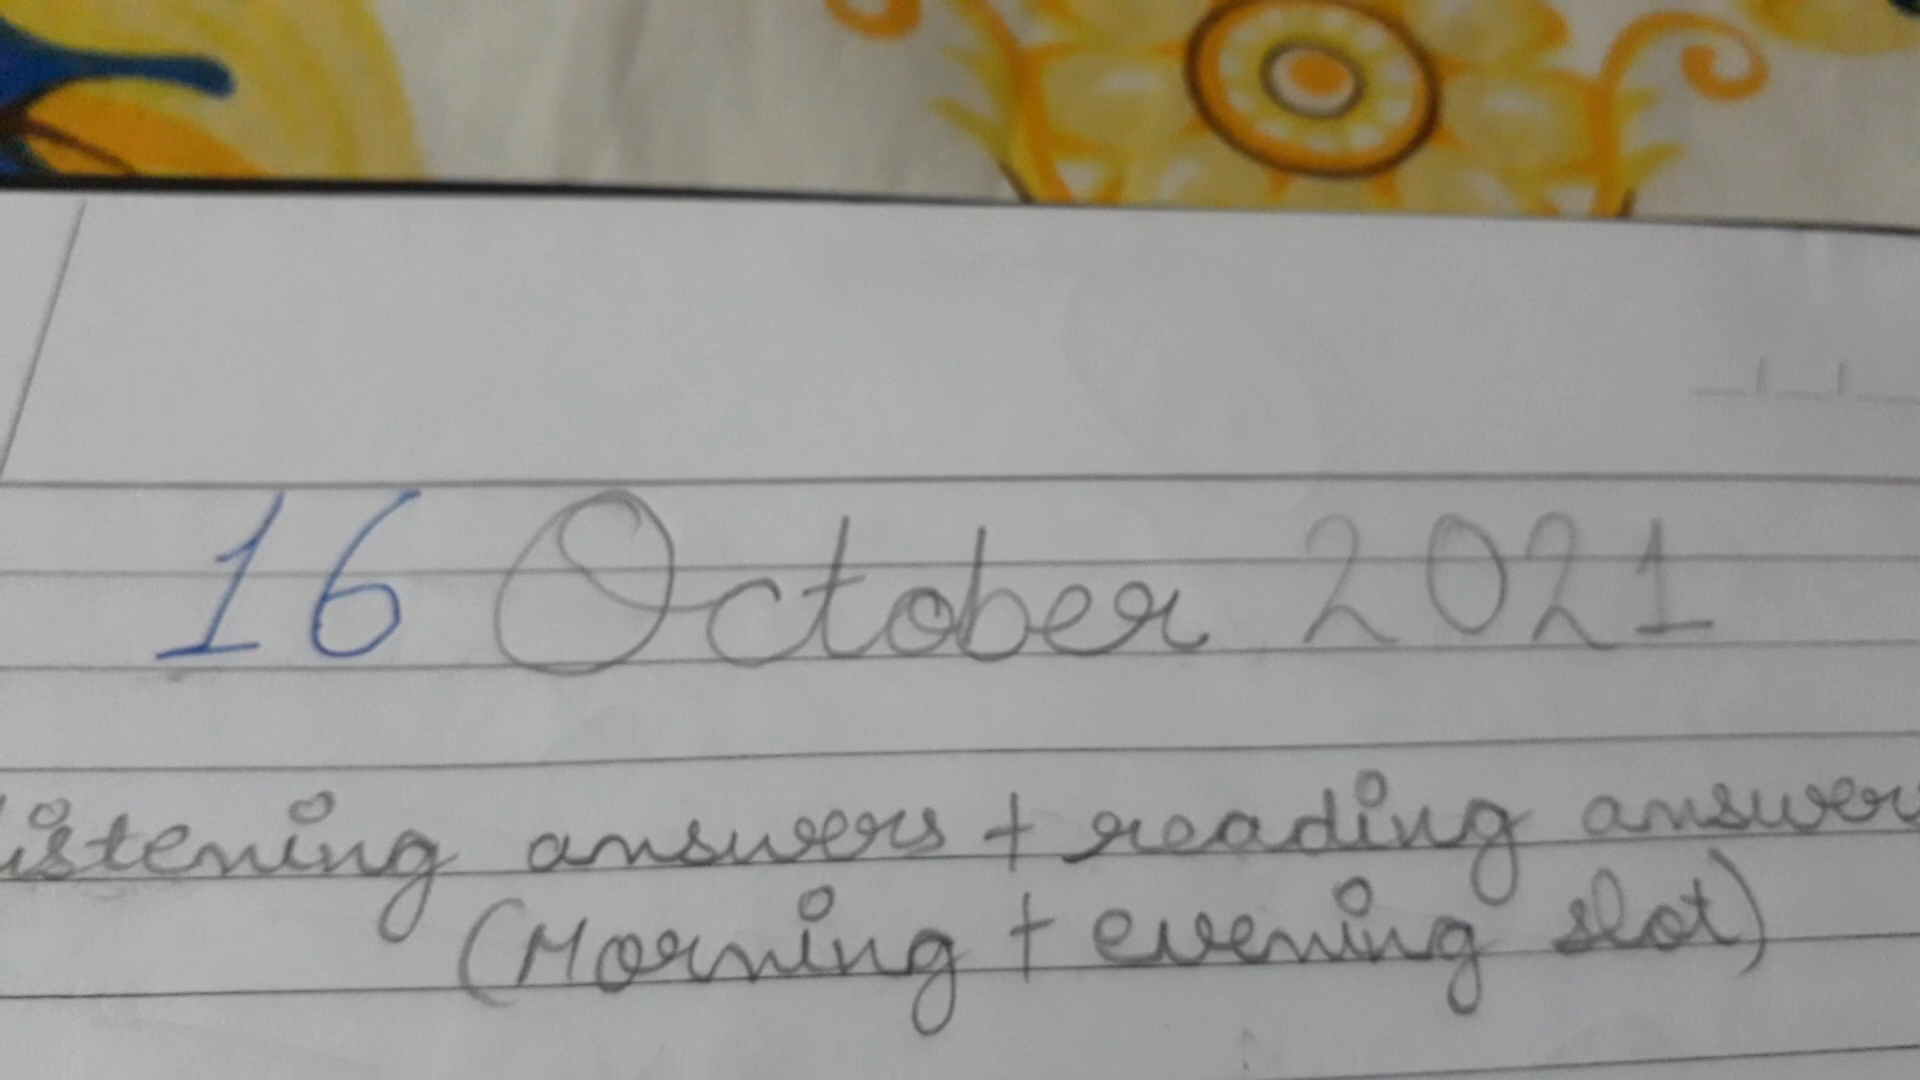 16 October 2021
istening answers + reading answer
(Morning + evening slot)